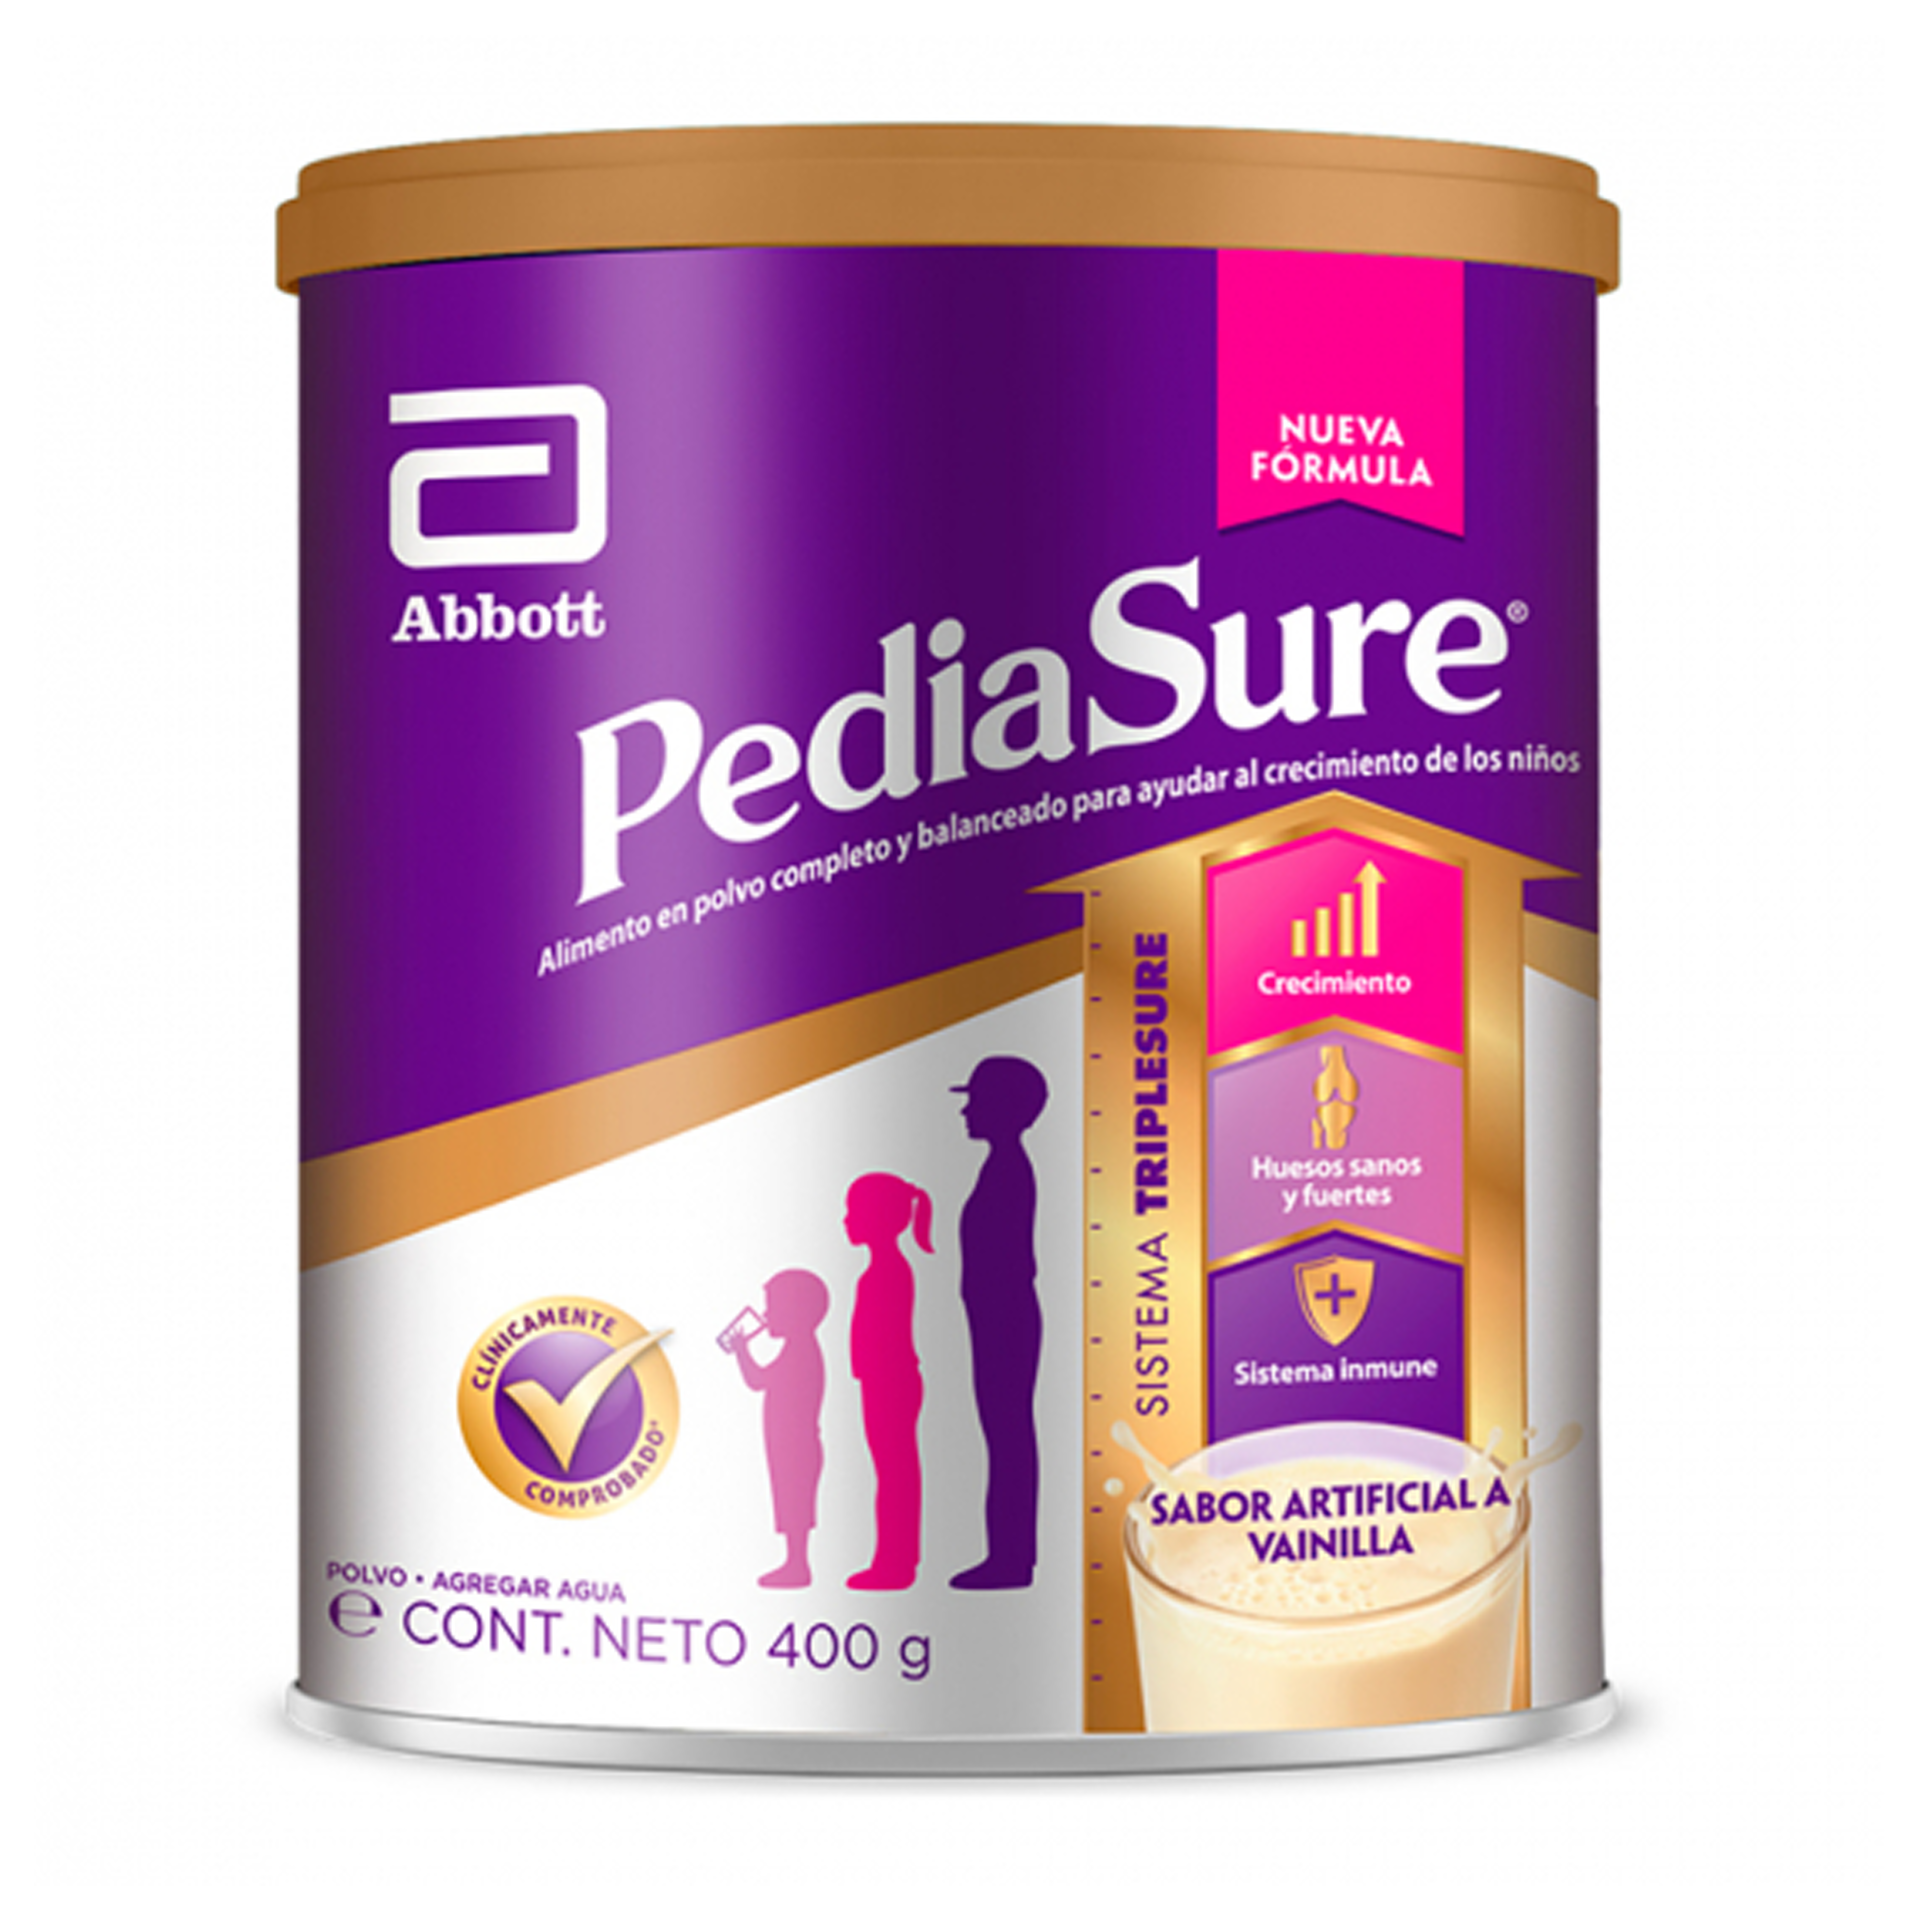 NUEVA
FÓRMULA
Abbott
PediaSure®
Alimento en polvo completo y balanceado para ayudar al crecimiento de los niños
SISTEMA TRIPLESURE
Crecimiento
Huesos sanos
y fuertes
Sistema inmune
CLÍNICAMENTE
COMPROBADO
SABOR ARTIFICIAL A
VAINILLA
POLVO • AGREGAR AGUA
℮ CONT. NETO 400 g